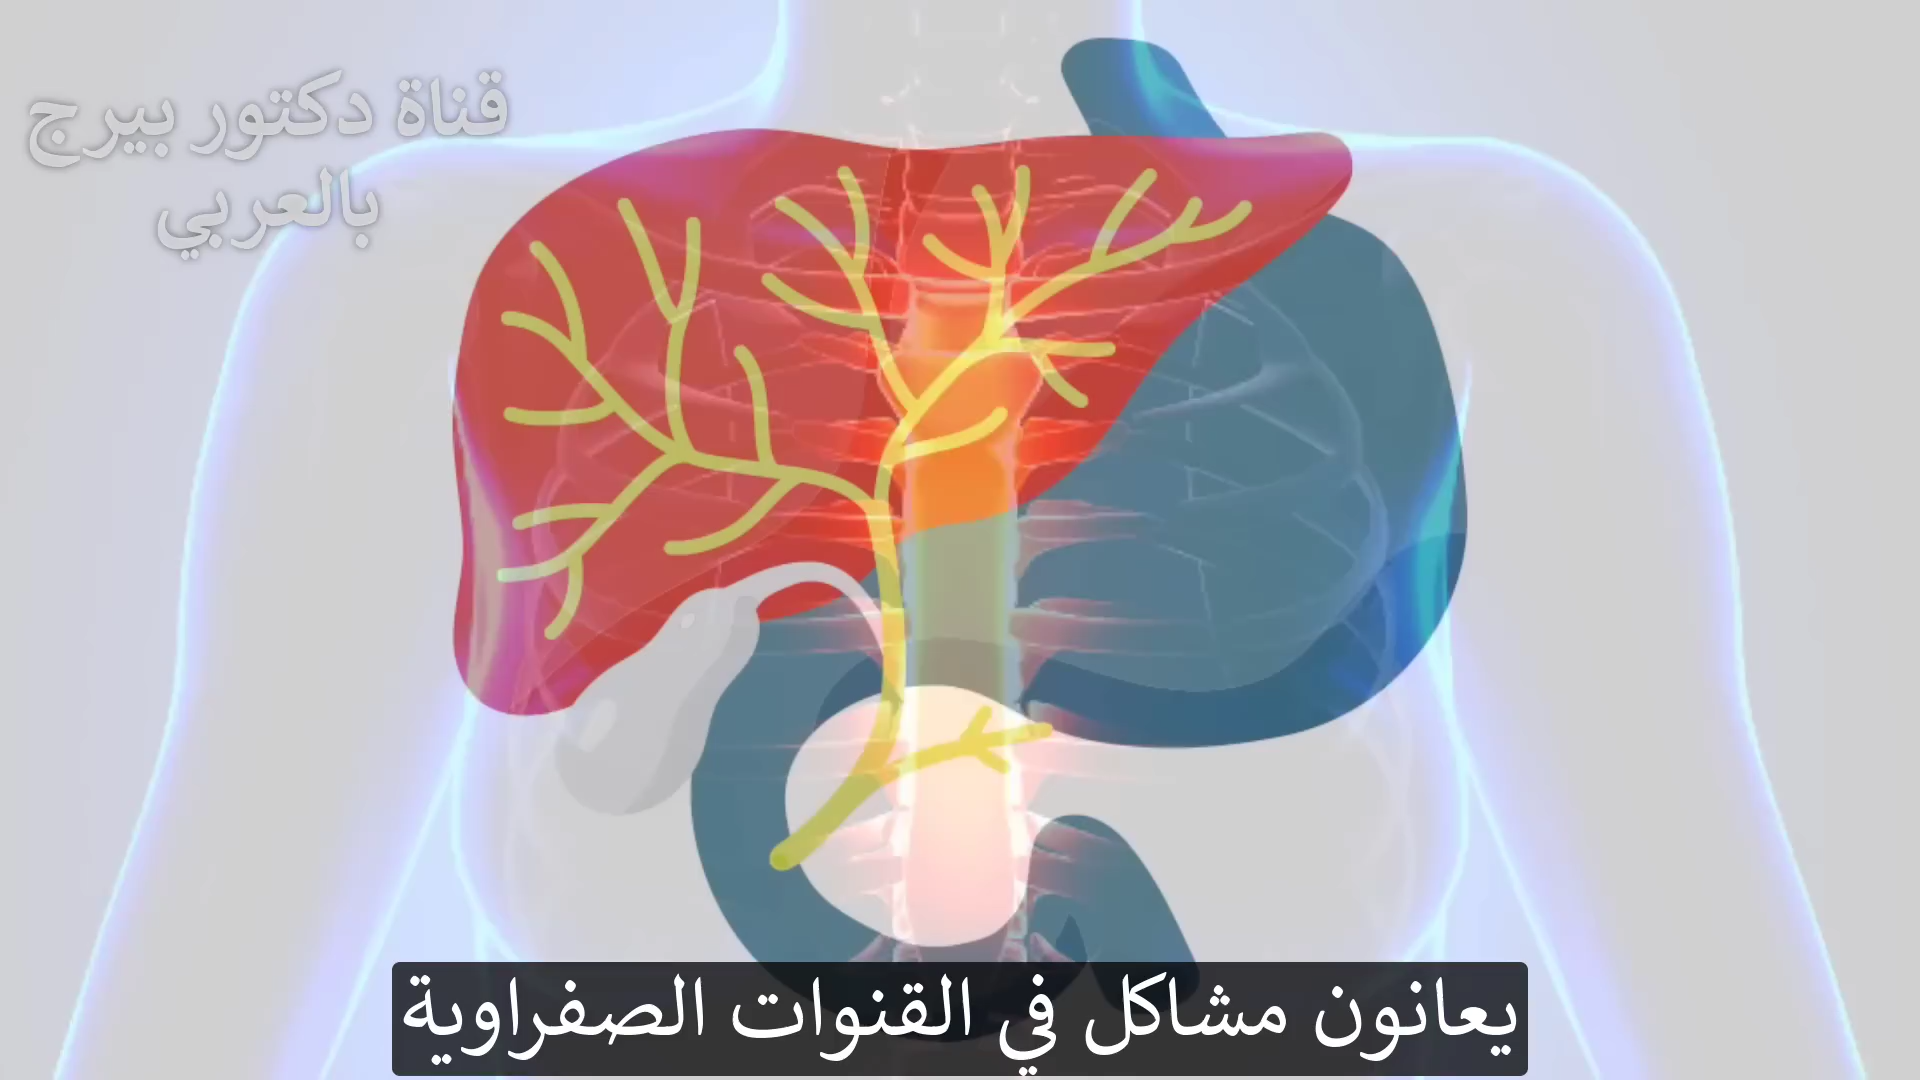 قناة دكتور بيرج
بالعربي
يعانون مشاكل في القنوات الصفراوية